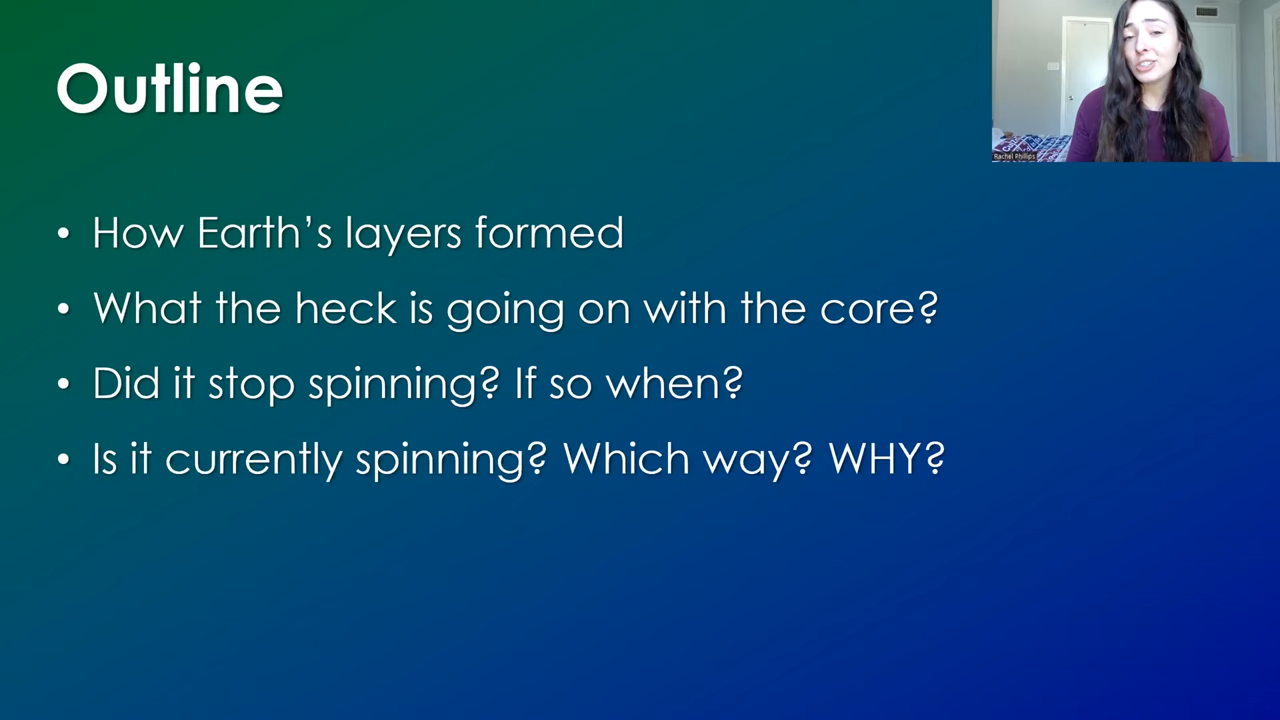 Outline
• How Earth’s layers formed
• What the heck is going on with the core?
• Did it stop spinning? If so when?
• Is it currently spinning? Which way? WHY?
Rachel Phillips